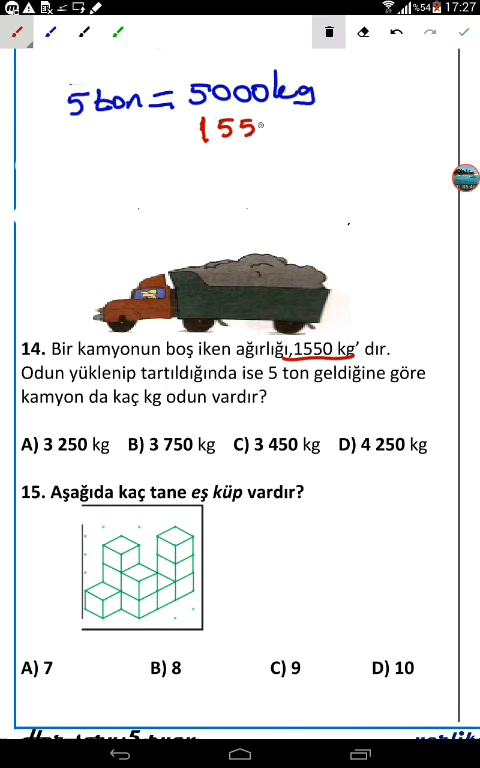 %54 17:27
5 ton = 5000kg
155
14. Bir kamyonun boş iken ağırlığı,1550 kg' dır.
Odun yüklenip tartıldığında ise 5 ton geldiğine göre
kamyon da kaç kg odun vardır?
A) 3 250 kg B) 3 750 kg C) 3 450 kg D) 4 250 kg
15. Aşağıda kaç tane eş küp vardır?
A) 7 B) 8 C) 9 D) 10